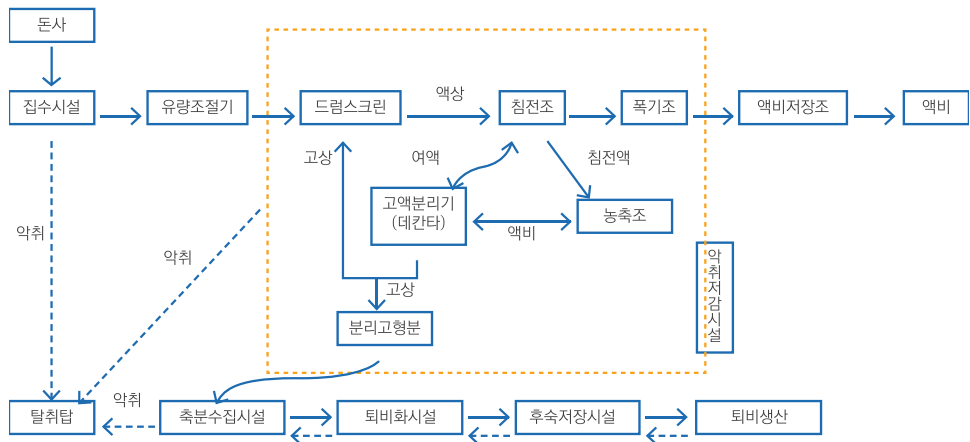 돈사
집수시설
유량조절기
드럼스크린
액상
침전조
폭기조
액비저장조
액비
고상
여액
침전액
고액분리기
(데칸타)
농축조
액비
악취
악취
악취저감시설
고상
분리고형분
탈취탑
악취
축분수집시설
퇴비화시설
후숙저장시설
퇴비생산